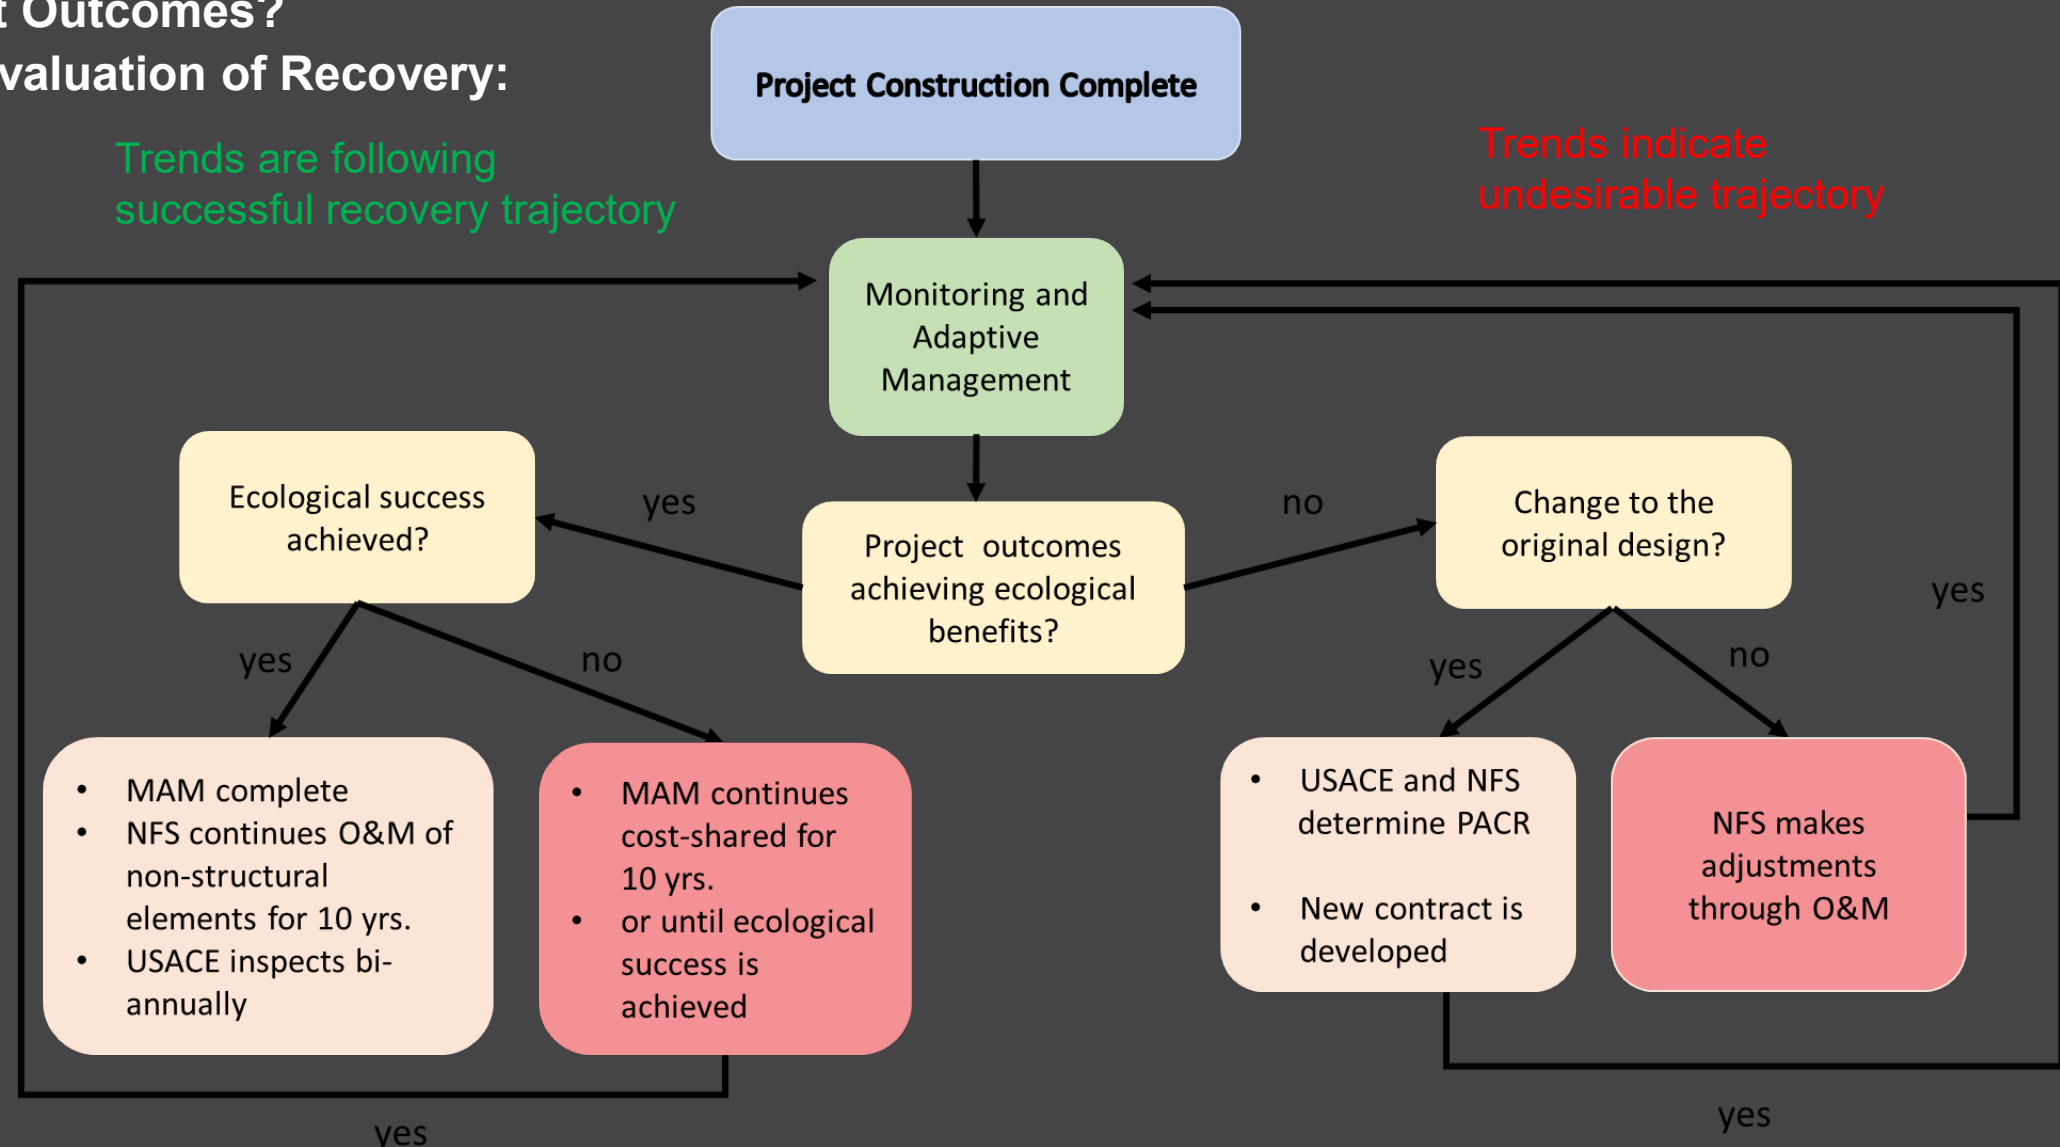 t Outcomes?
valuation of Recovery:
Project Construction Complete
Trends are following
successful recovery trajectory
Trends indicate
undesirable trajectory
Monitoring and
Adaptive
Management
Ecological success
achieved?
yes
Project outcomes
achieving ecological
benefits?
no
Change to the
original design?
yes
yes
no
yes
no
• MAM complete
• NFS continues O&M of
non-structural
elements for 10 yrs.
• USACE inspects bi-
annually
• MAM continues
cost-shared for
10 yrs.
• or until ecological
success is
achieved
• USACE and NFS
determine PACR
• New contract is
developed
NFS makes
adjustments
through O&M
yes
yes